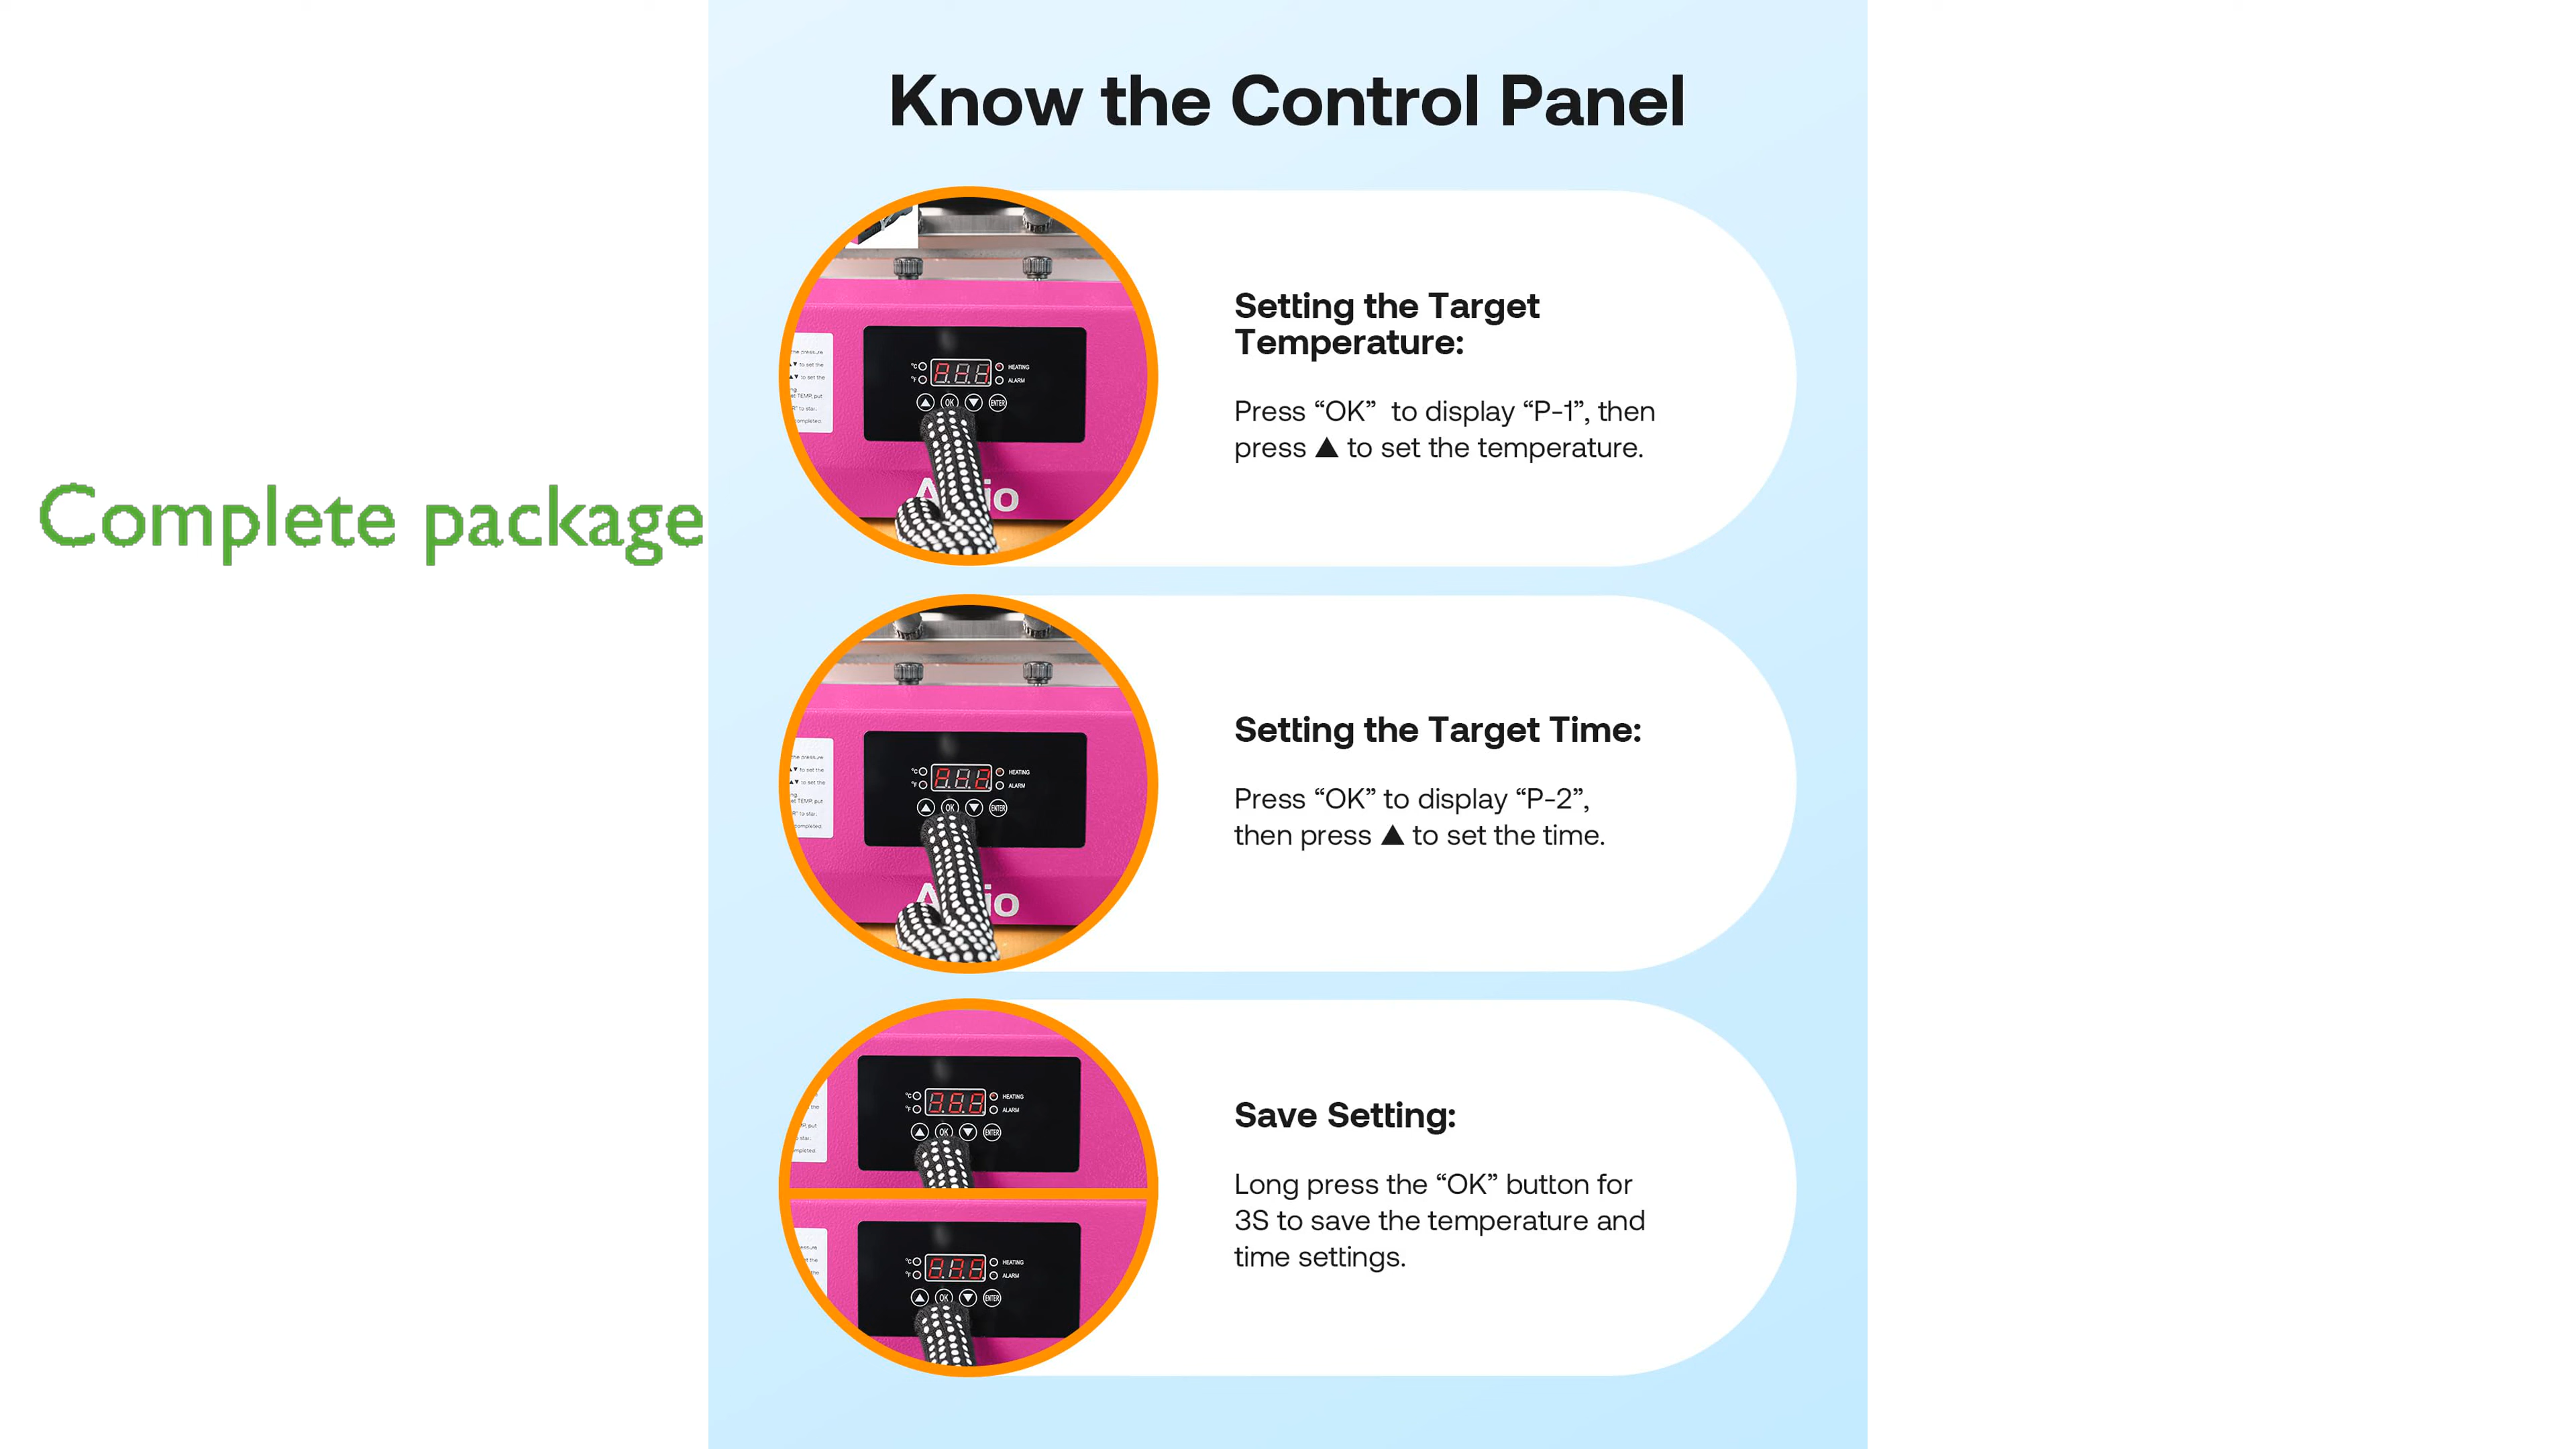 Know the Control Panel
Complete package
Setting the Target
Temperature:
Press “OK”  to display “P-1”, then
press ▲ to set the temperature.
°C
HEATING
°F
ALARM
OK
ENTER
Setting the Target Time:
Press “OK” to display “P-2”,
then press ▲ to set the time.
°C
HEATING
°F
ALARM
OK
ENTER
Save Setting:
Long press the “OK” button for
3S to save the temperature and
time settings.
°C
HEATING
°F
ALARM
OK
ENTER
°C
HEATING
°F
ALARM
OK
ENTER